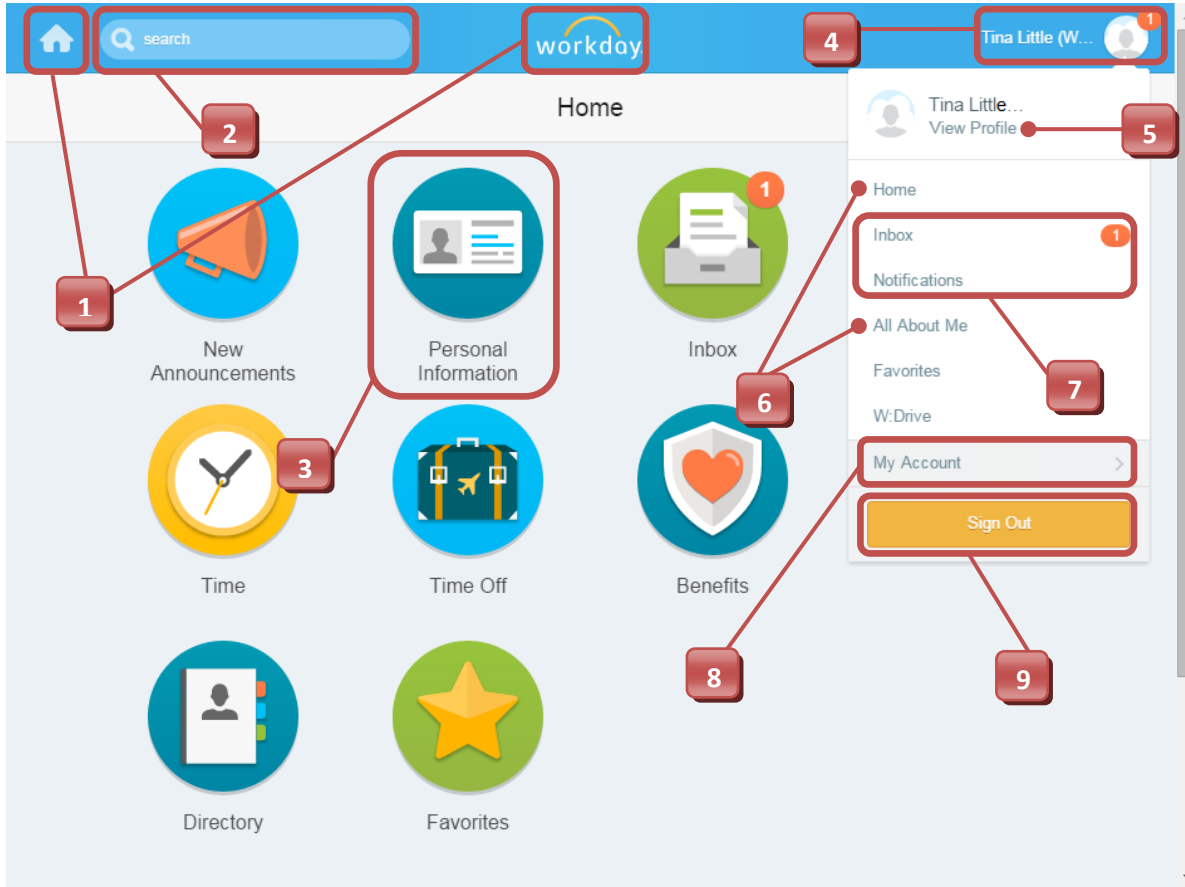 search
workday.
4
Tina Little (W...
1
Home
Tina Little...
View Profile
5
2
Home
1
Inbox
1
Notifications
1
New
Announcements
Personal
Information
Inbox
All About Me
Favorites
6
7
W:Drive
3
My Account
Sign Out
Time
Time Off
Benefits
8
9
Directory
Favorites